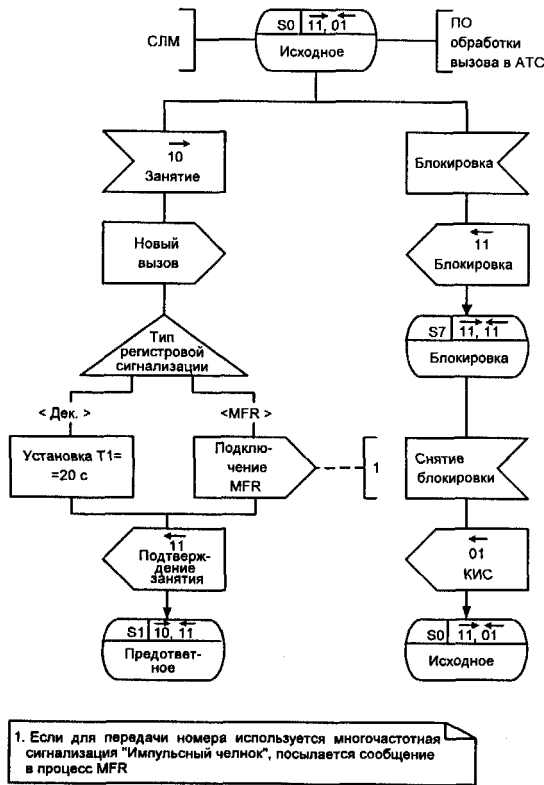 СЛМ
S0 11, 01
Исходное
ПО
обработки
вызова в АТС
10
Занятие
Блокировка
Новый
вызов
11
Блокировка
Тип
регистровой
сигнализации
S7 11, 11
Блокировка
< Дек. >
<MFR >
Установка Т1=
=20 с
Подклю-
чение
MFR
1
Снятие
блокировки
11
Подтверж-
дение
занятия
01
КИС
S1 10, 11
Предответ-
ное
S0 11, 01
Исходное
1. Если для передачи номера используется многочастотная
сигнализация "Импульсный челнок", посылается сообщение
в процесс MFR